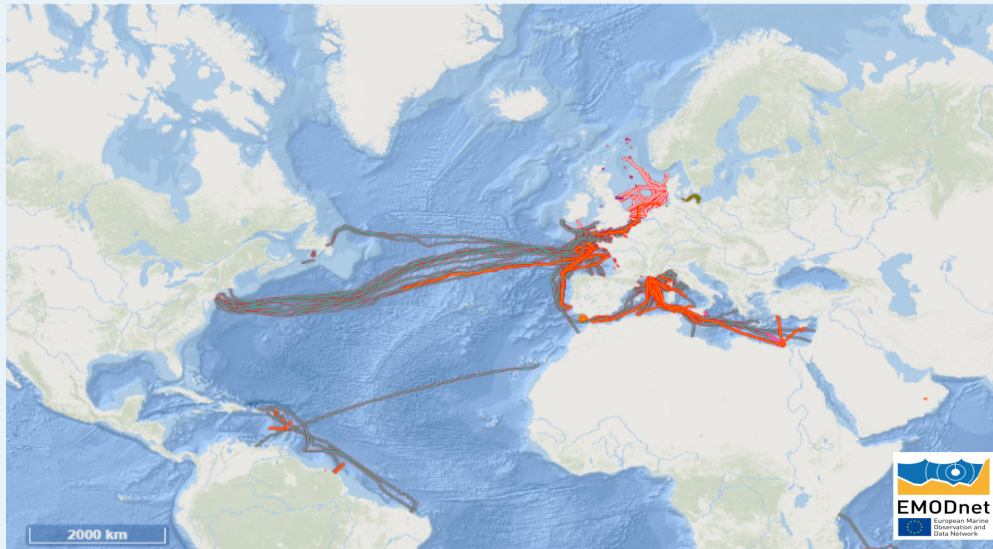 2000 km
EMODnet
European Marine
Observation and
Data Network